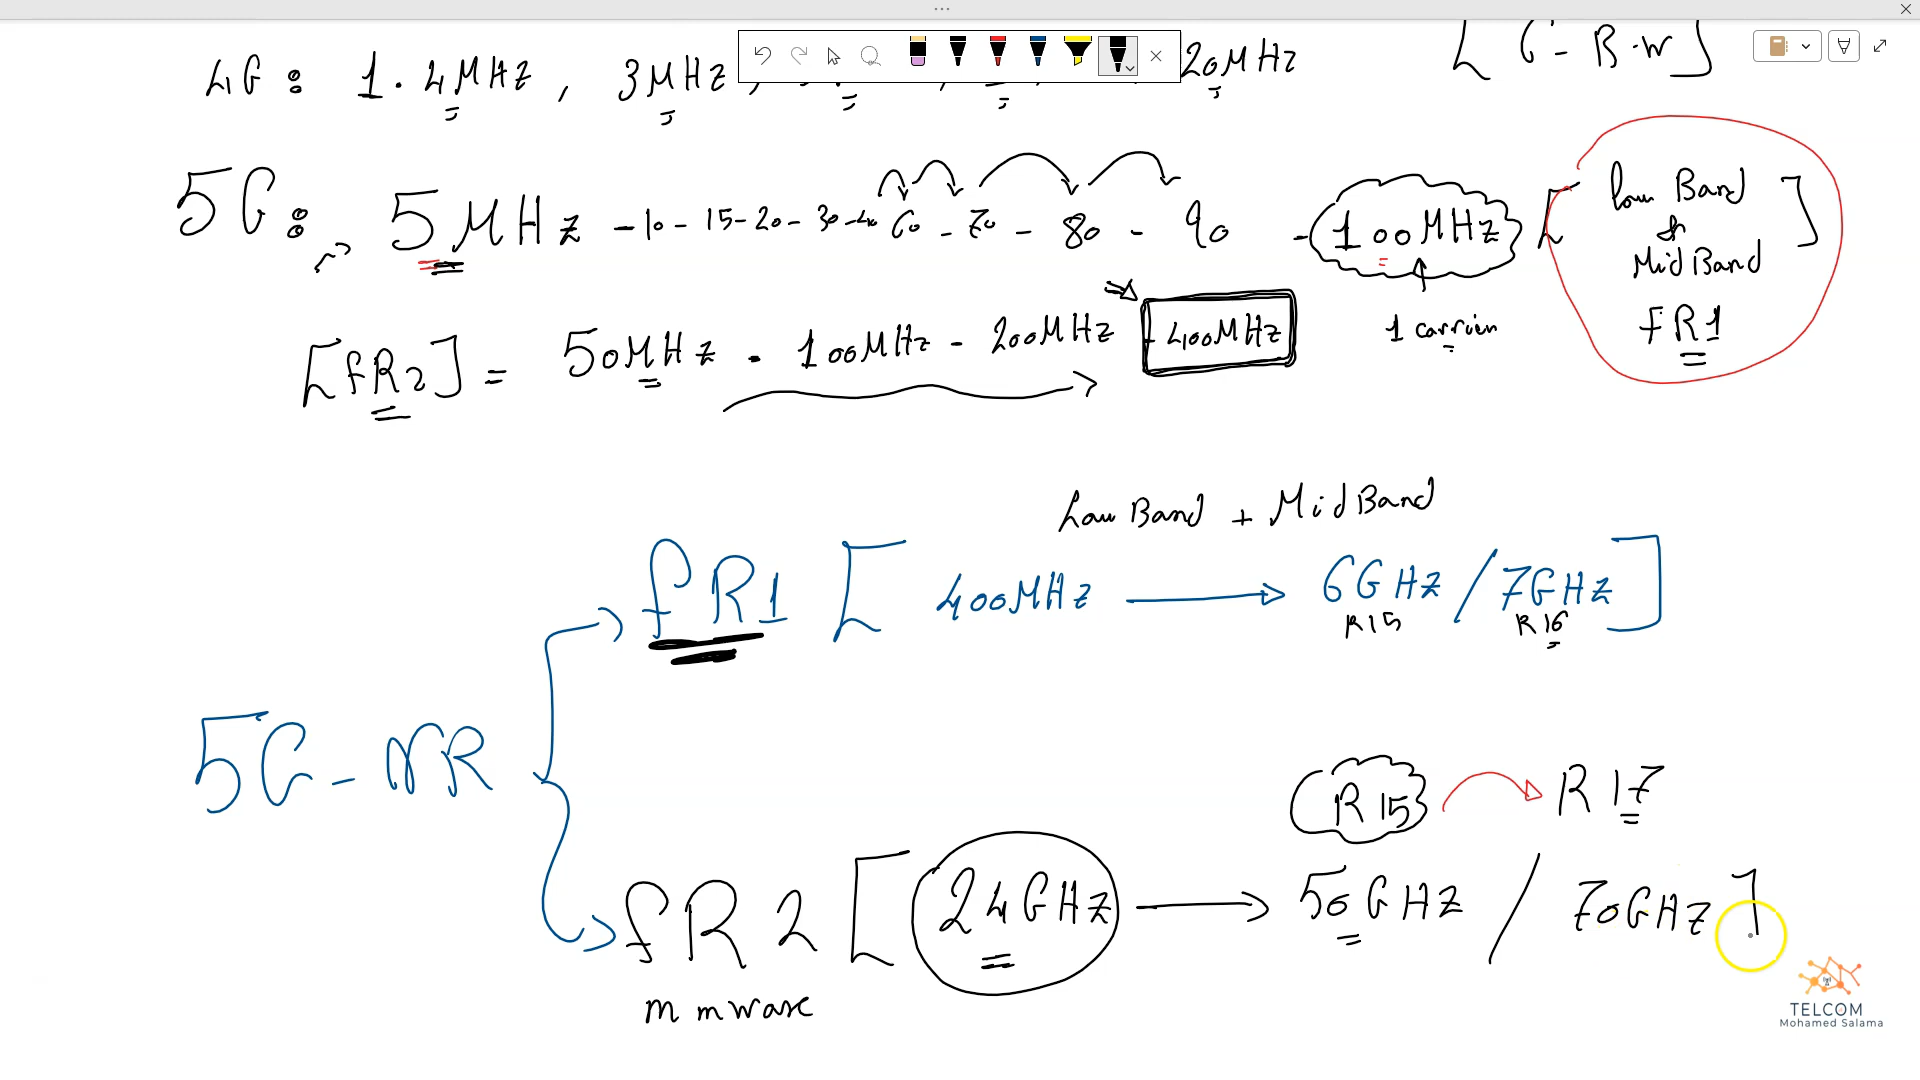 [ C - B.W ]
4G : 1.4MHz , 3MHz , 20MHz
5G : 5MHz - 10 - 15 - 20 - 30 - 40 60 - 70 - 80 - 90 - 100MHz
[ Low Band
&
Mid Band ]
FR1
1 carrier
[FR2] = 50MHz - 100MHz - 200MHz - 400MHz
Low Band + Mid Band
FR1 [ 400MHz → 6GHz / 7GHz ]
R15 R16
5G - NR
R15 R17
FR2 [ 24GHz → 50GHz / 70GHz ]
mmwave
TELCOM
Mohamed Salama